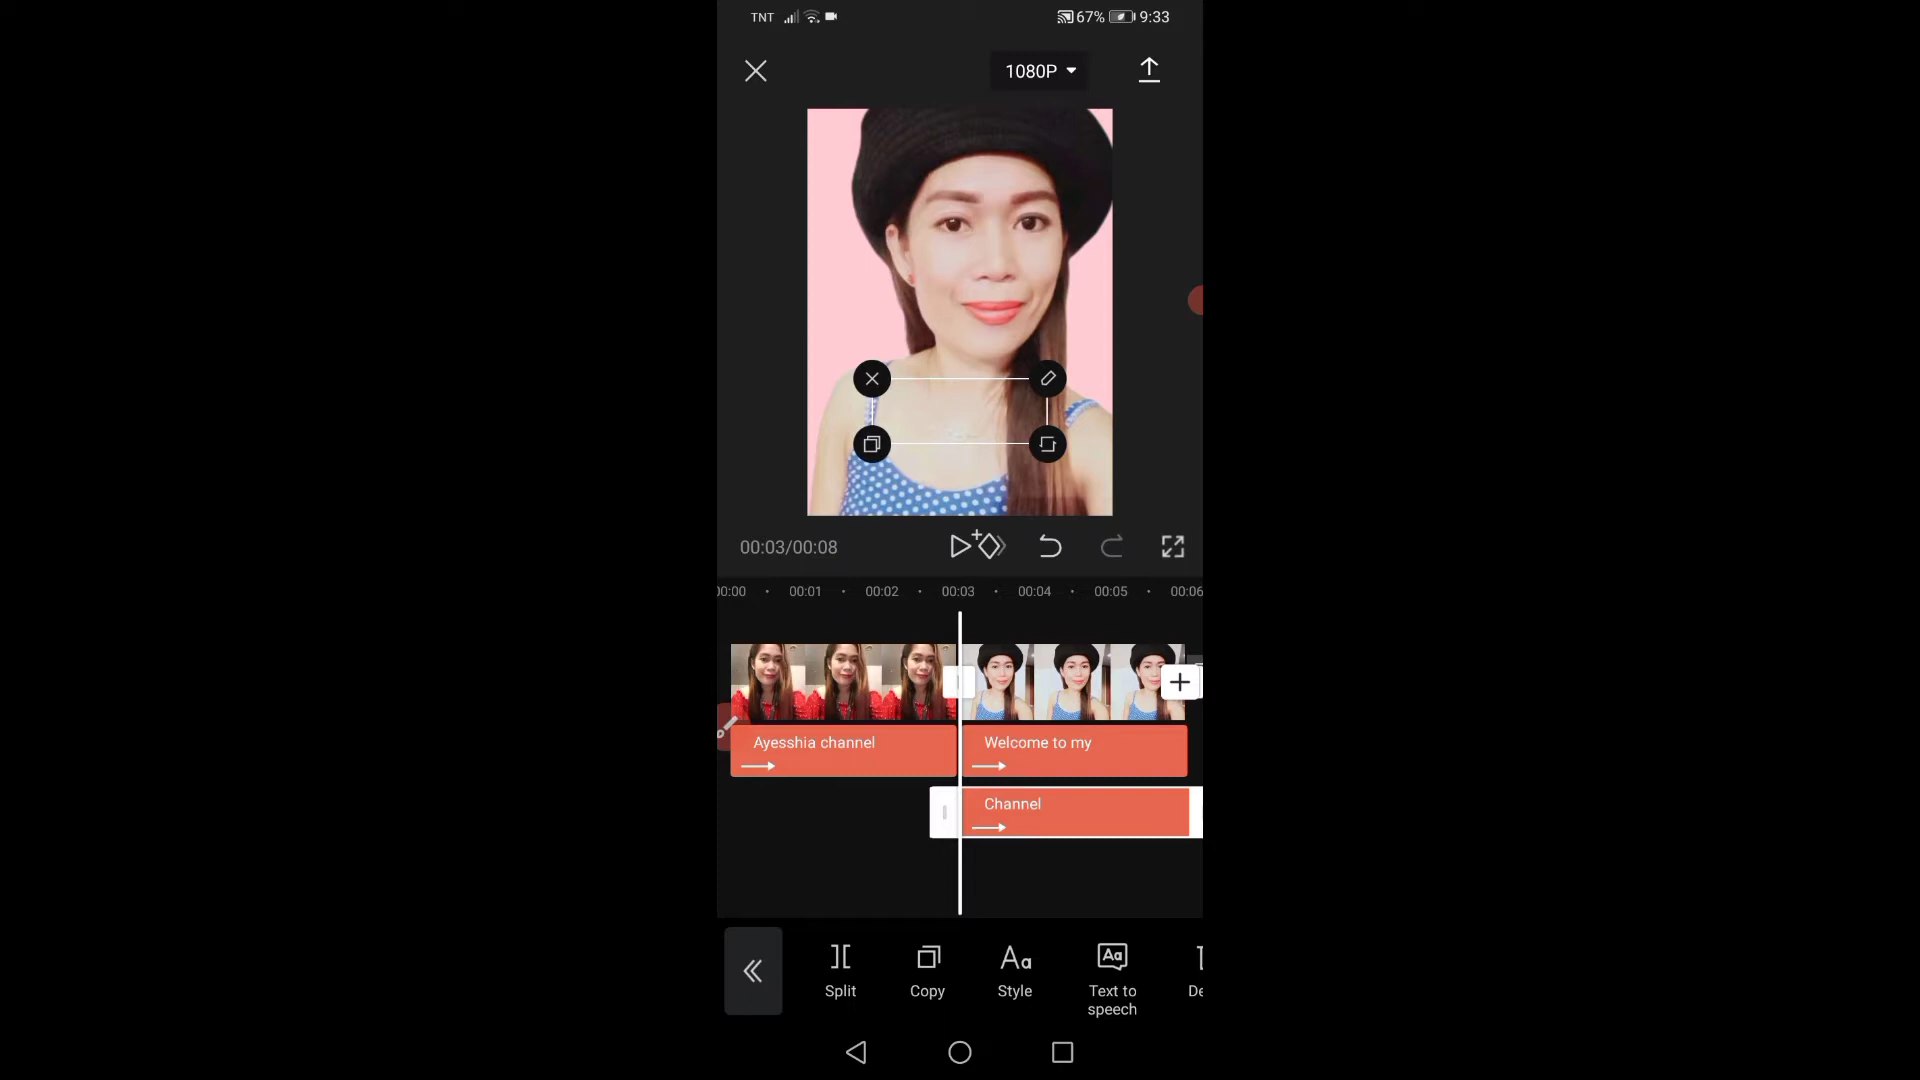 TNT 67% 9:33
1080P
00:03/00:08
00:00 00:01 00:02 00:03 00:04 00:05 00:06
Ayesshia channel Welcome to my
Channel
Split Copy Style Text to speech De